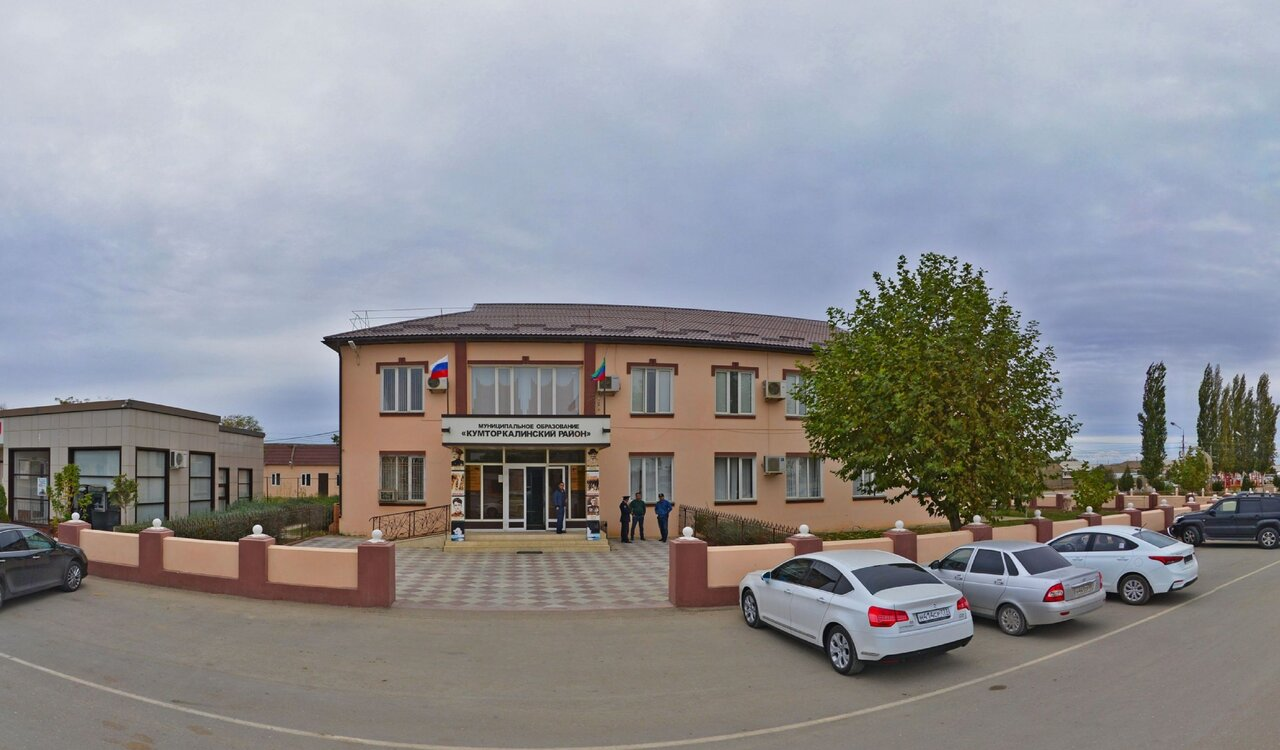 МУНИЦИПАЛЬНОЕ ОБРАЗОВАНИЕ
«КУМТОРКАЛИНСКИЙ РАЙОН»